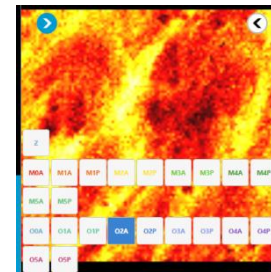 Z
M0A M1A M1P M2A M2P M3A M3P M4A M4P
M5A M5P
O0A O1A O1P O2A O2P O3A O3P O4A O4P
O5A O5P